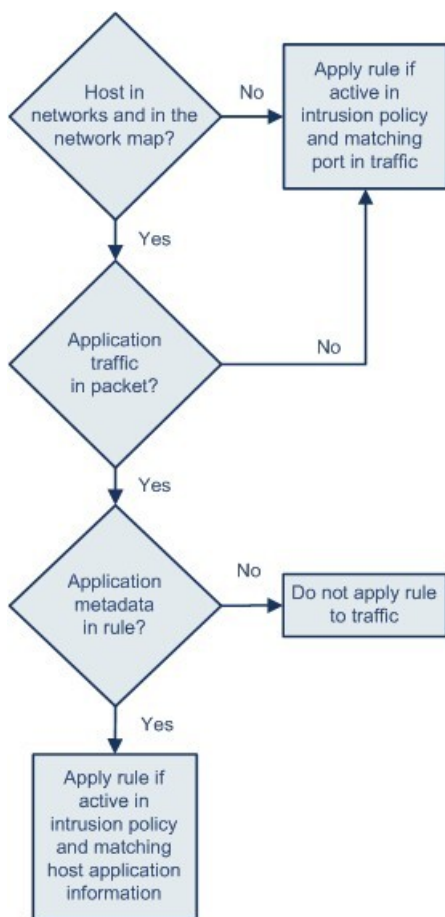 Host in
networks and in the
network map?
No
Apply rule if
active in
intrusion policy
and matching
port in traffic
Yes
Application
traffic
in packet?
No
Yes
Application
metadata
in rule?
No
Do not apply rule
to traffic
Yes
Apply rule if
active in
intrusion policy
and matching
host application
information